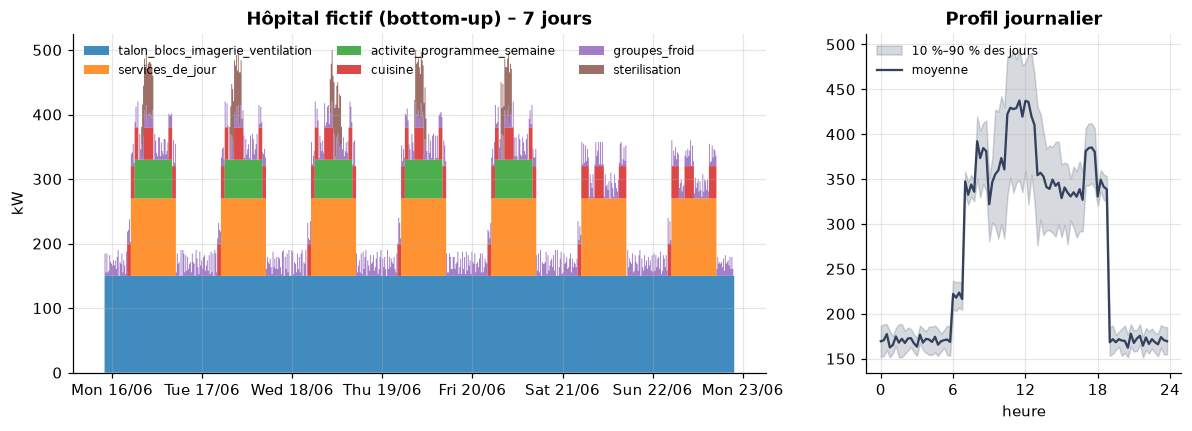 Hôpital fictif (bottom-up) – 7 jours
talon_blocs_imagerie_ventilation
services_de_jour
activite_programmee_semaine
cuisine
groupes_froid
sterilisation
kW
500
400
300
200
100
0
Mon 16/06 Tue 17/06 Wed 18/06 Thu 19/06 Fri 20/06 Sat 21/06 Sun 22/06 Mon 23/06
Profil journalier
10 %–90 % des jours
moyenne
500
450
400
350
300
250
200
150
0 6 12 18 24
heure